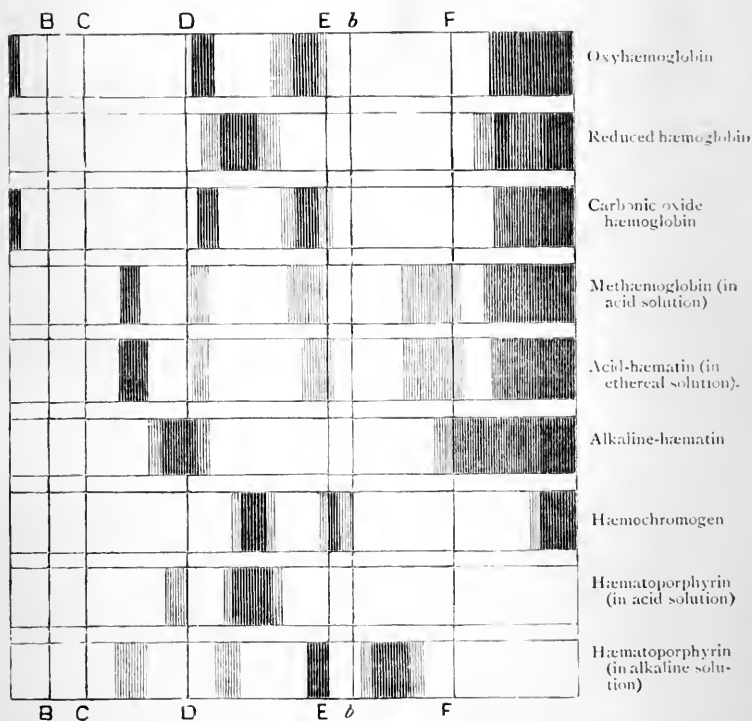 B C D E b F
Oxyhæmoglobin
Reduced hæmoglobin
Carbonic oxide
hæmoglobin
Methæmoglobin (in
acid solution)
Acid-hæmatin (in
ethereal solution).
Alkaline-hæmatin
Hæmochromogen
Hæmatoporphyrin
(in acid solution)
Hæmatoporphyrin
(in alkaline solu-
tion)
B C D E b F